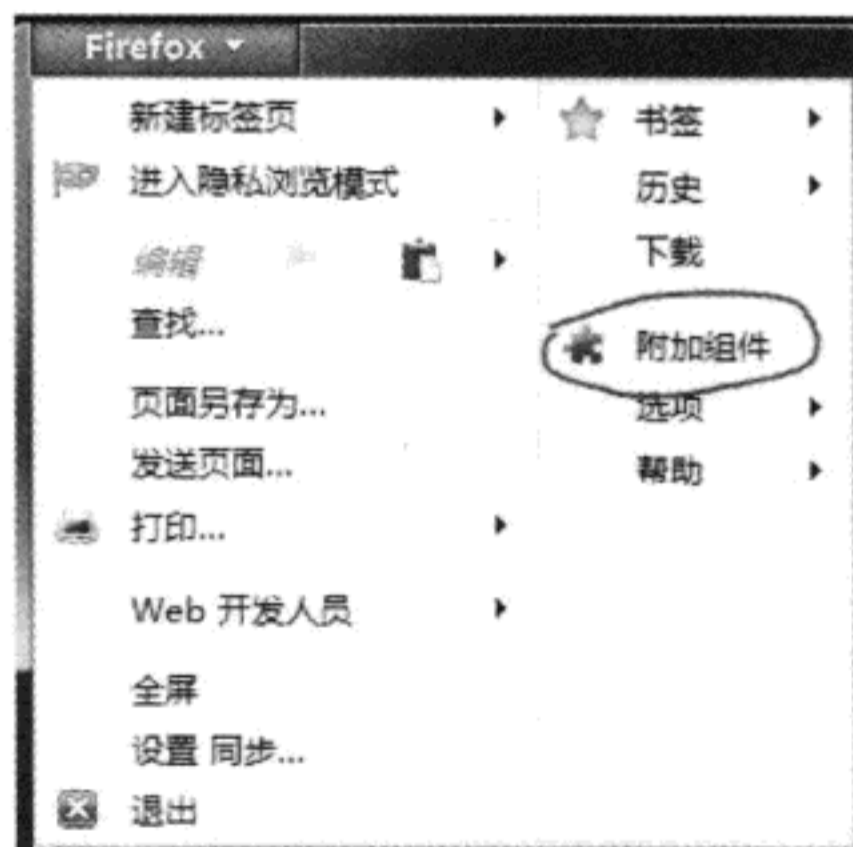 Firefox
新建标签页
进入隐私浏览模式
编辑
查找...
页面另存为...
发送页面...
打印...
Web 开发人员
全屏
设置 同步...
退出
书签
历史
下载
附加组件
选项
帮助